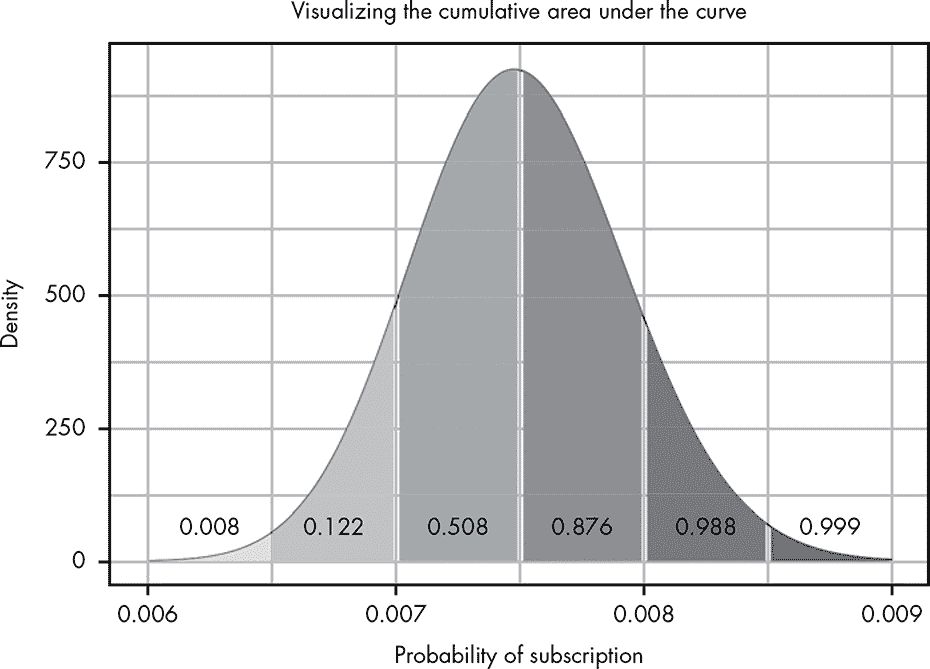 Visualizing the cumulative area under the curve
750
500
250
0
Density
0.008 0.122 0.508 0.876 0.988 0.999
0.006 0.007 0.008 0.009
Probability of subscription